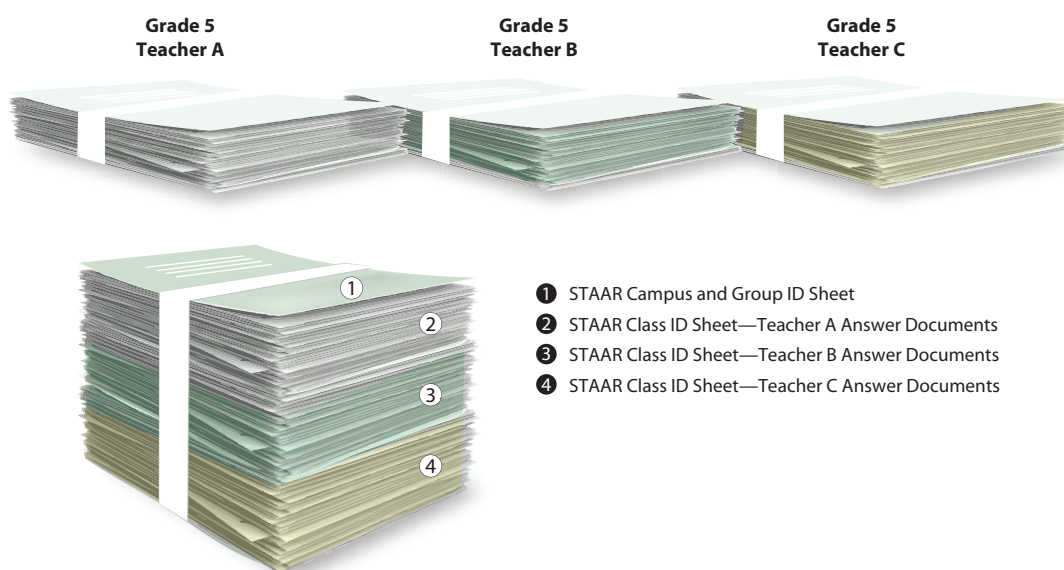 Grade 5
Teacher A
Grade 5
Teacher B
Grade 5
Teacher C
1
2
3
4
1 STAAR Campus and Group ID Sheet
2 STAAR Class ID Sheet—Teacher A Answer Documents
3 STAAR Class ID Sheet—Teacher B Answer Documents
4 STAAR Class ID Sheet—Teacher C Answer Documents